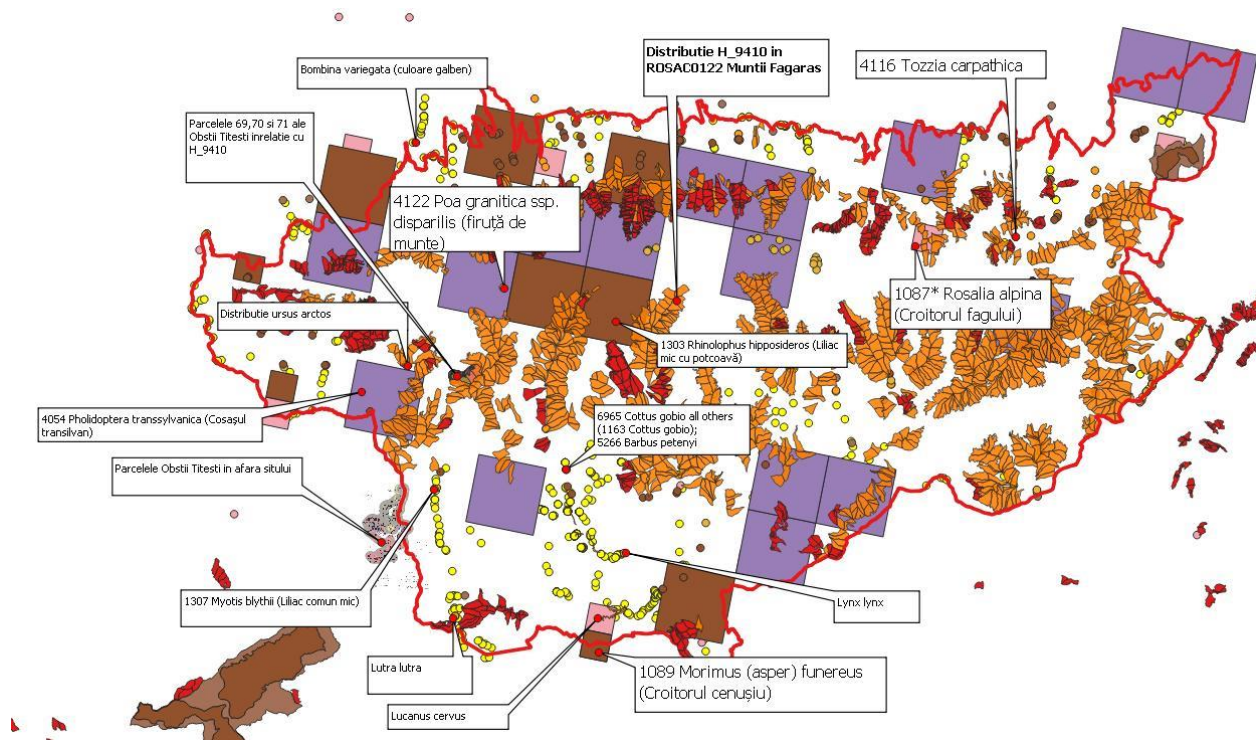 Distributie H_9410 in
ROSAC0122 Muntii Fagaras
4116 Tozzia carpathica
Bombina variegata (culoare galben)
Parcelele 69,70 si 71 ale
Obstii Titesti inrelatie cu
H_9410
4122 Poa granitica ssp.
disparilis (firuță de
munte)
1087* Rosalia alpina
(Croitorul fagului)
Distributie ursus arctos
1303 Rhinolophus hipposideros (Liliac
mic cu potcoavă)
4054 Pholidoptera transsylvanica (Cosașul
transilvan)
6965 Cottus gobio all others
(1163 Cottus gobio);
5266 Barbus petenyi
Parcelele Obstii Titesti in afara sitului
1307 Myotis blythii (Liliac comun mic)
Lynx lynx
Lutra lutra
1089 Morimus (asper) funereus
(Croitorul cenușiu)
Lucanus cervus